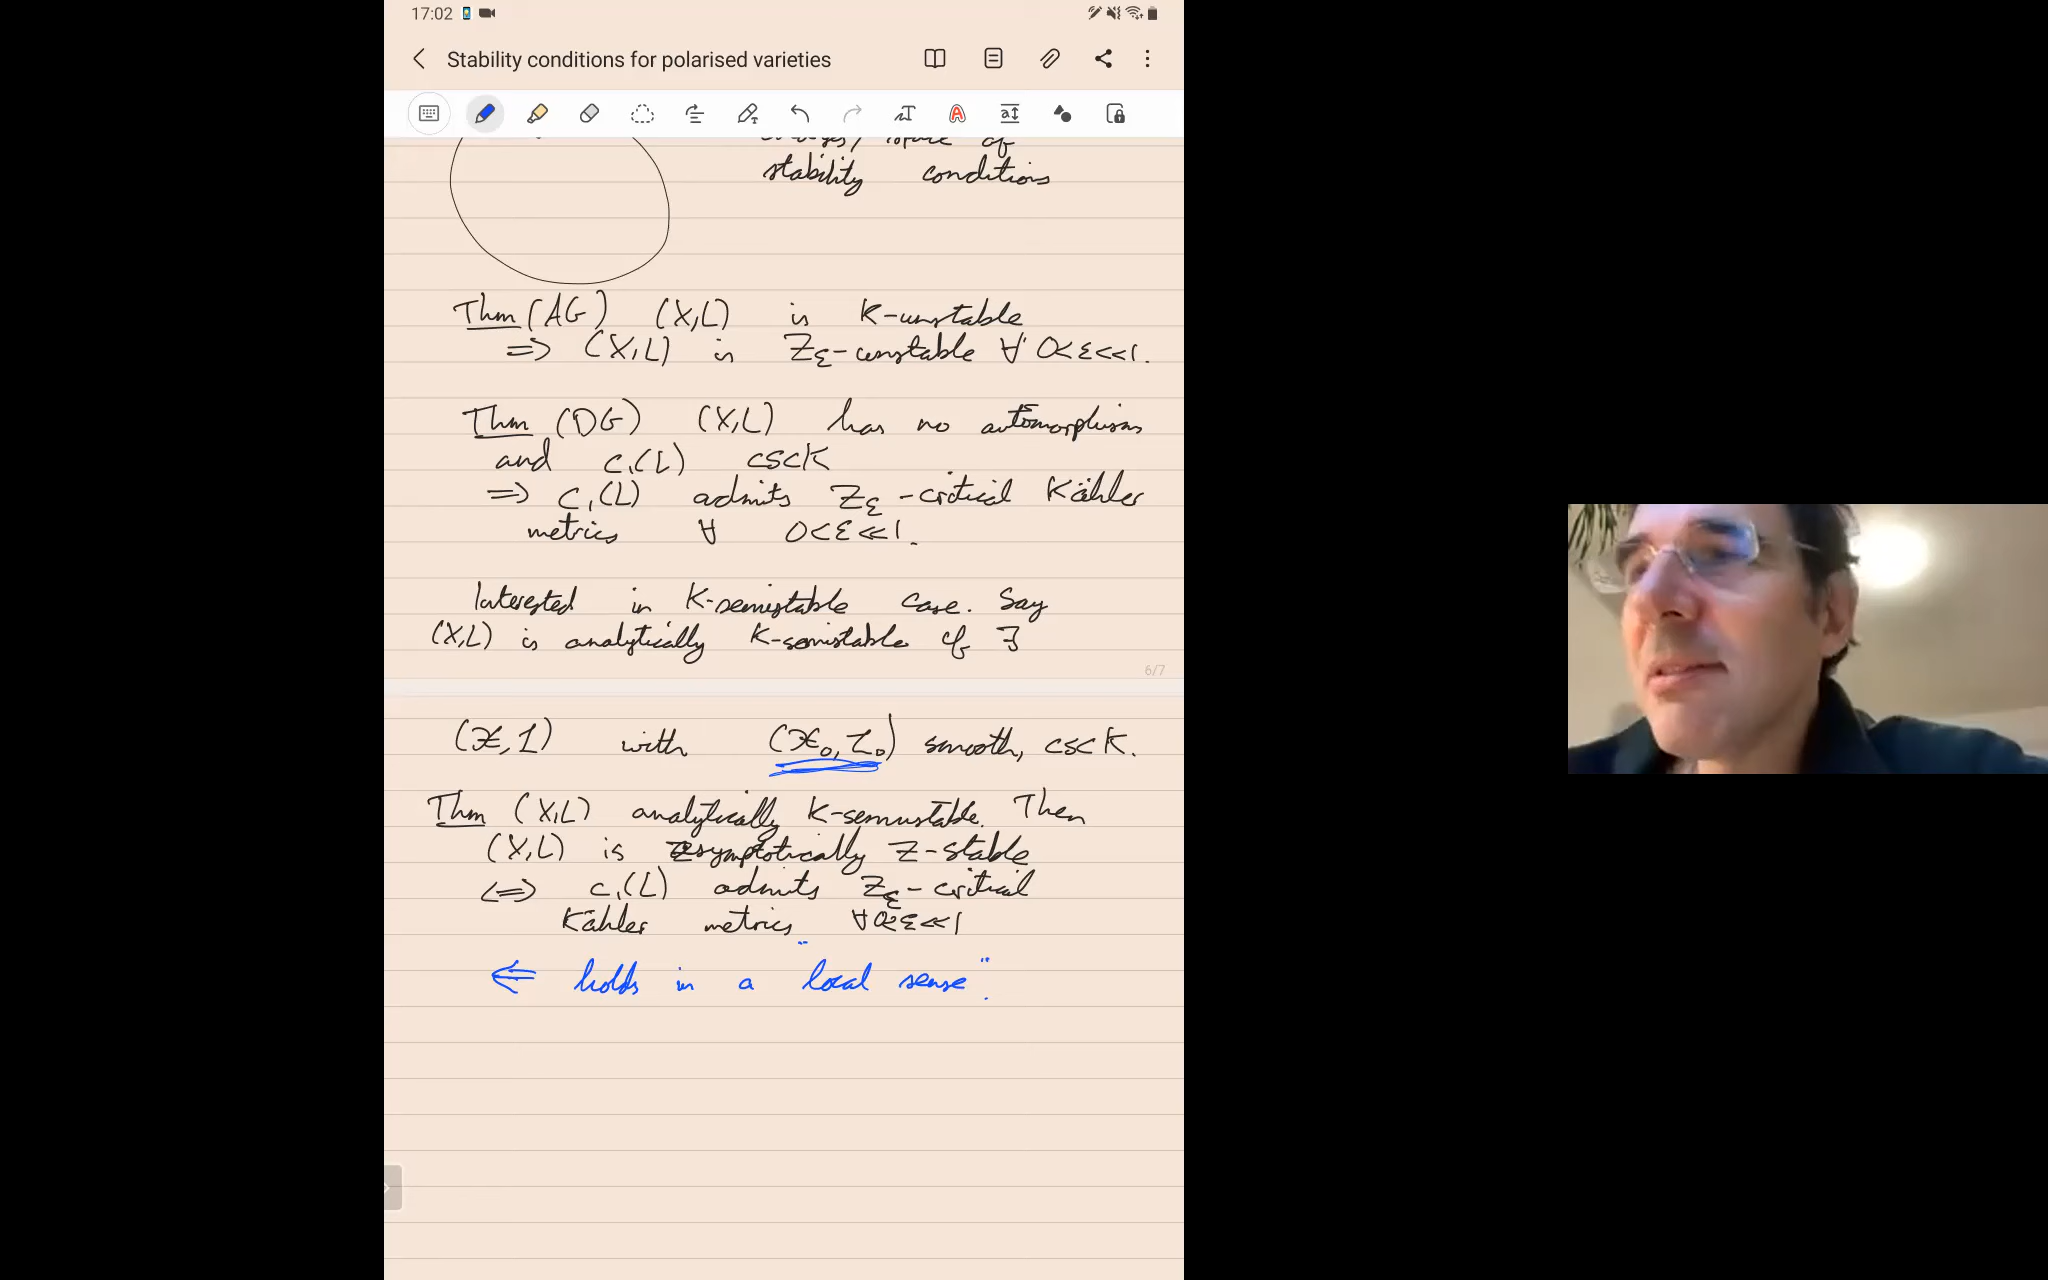 17:02
Stability conditions for polarised varieties
of
stability conditions
Thm (AG) (X,L) is K-unstable
=> (X,L) is Z_ε-unstable ∀ 0<ε<<1.
Thm (DG) (X,L) has no automorphisms
and c₁(L) cscK
=> c₁(L) admits Z_ε-critical Kähler
metrics ∀ 0<ε<<1.
Interested in K-semistable case. Say
(X,L) is analytically K-semistable if ∃
6/7
(𝒳,ℒ) with (𝒳₀,ℒ₀) smooth, cscK.
Thm (X,L) analytically K-semistable. Then
(X,L) is asymptotically Z-stable
<=> c₁(L) admits Z_ε-critical
Kähler metrics ∀ 0<ε<<1
<= holds in a "local sense".